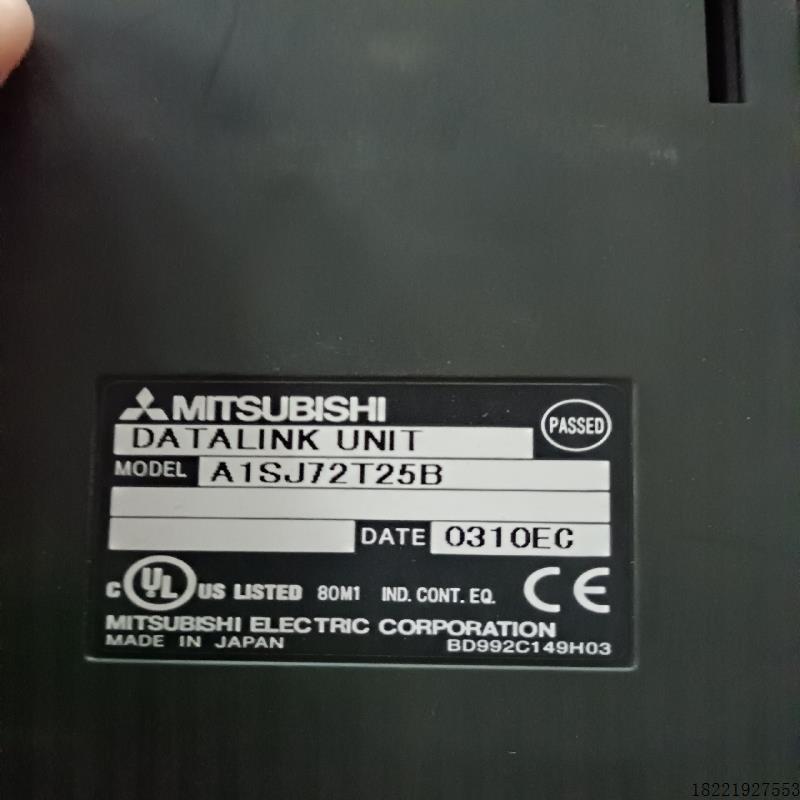 MITSUBISHI
PASSED
DATALINK UNIT
MODEL A1SJ72T25B
DATE 0310EC
C UL US LISTED 80M1 IND. CONT. EQ. CE
MITSUBISHI ELECTRIC CORPORATION
MADE IN JAPAN BD992C149H03
18221927553